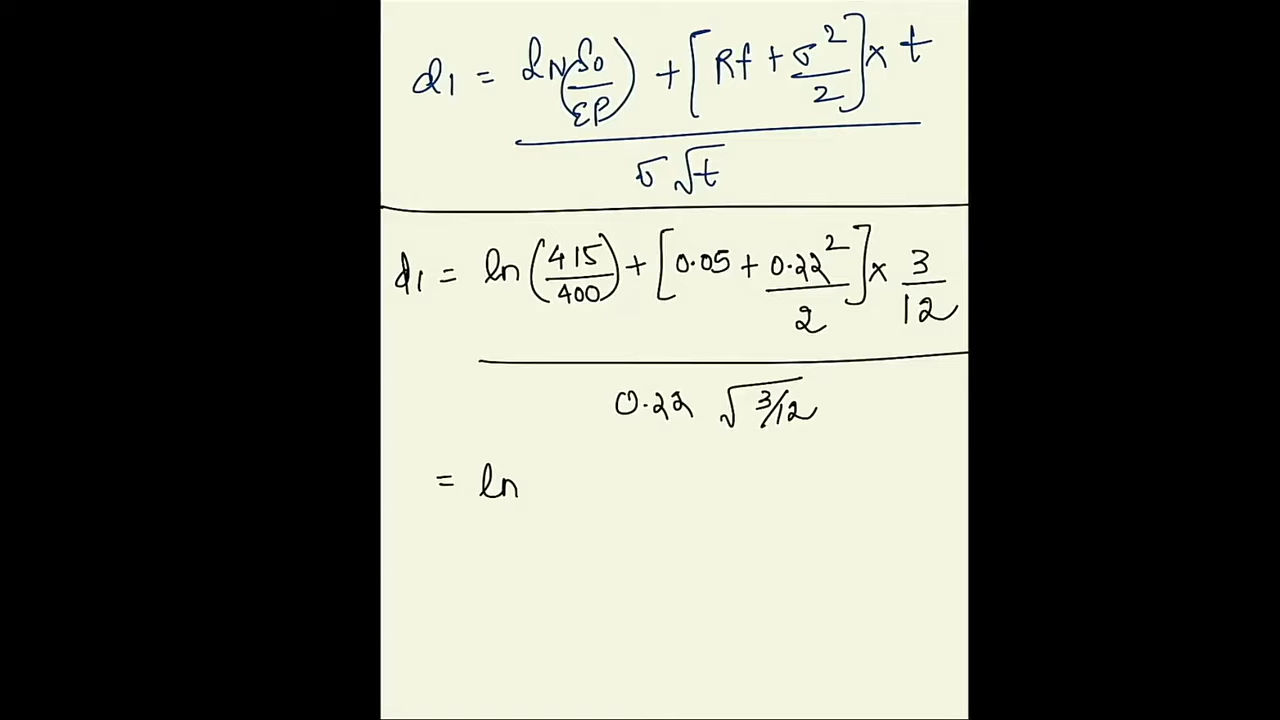 d1 = LN(S0/EP) + [Rf + σ²/2] x t
σ √t
d1 = ln(415/400) + [0.05 + 0.22²/2] x 3/12
0.22 √3/12
= ln